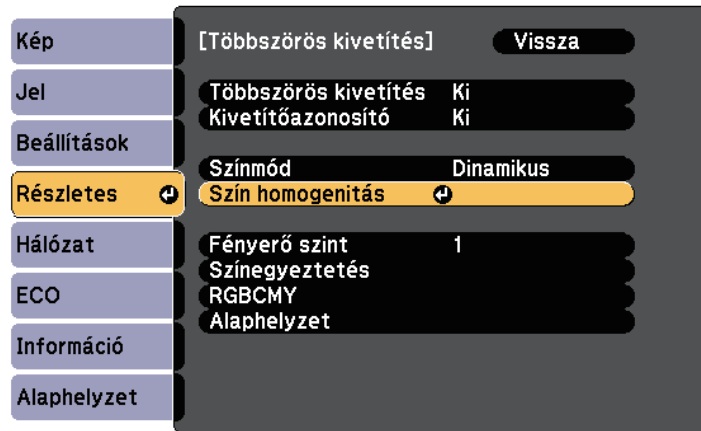 Kép
Jel
Beállítások
Részletes
Hálózat
ECO
Információ
Alaphelyzet
[Többszörös kivetítés] Vissza
Többszörös kivetítés Ki
Kivetítőazonosító Ki
Színmód Dinamikus
Szín homogenitás
Fényerő szint 1
Színegyeztetés
RGBCMY
Alaphelyzet